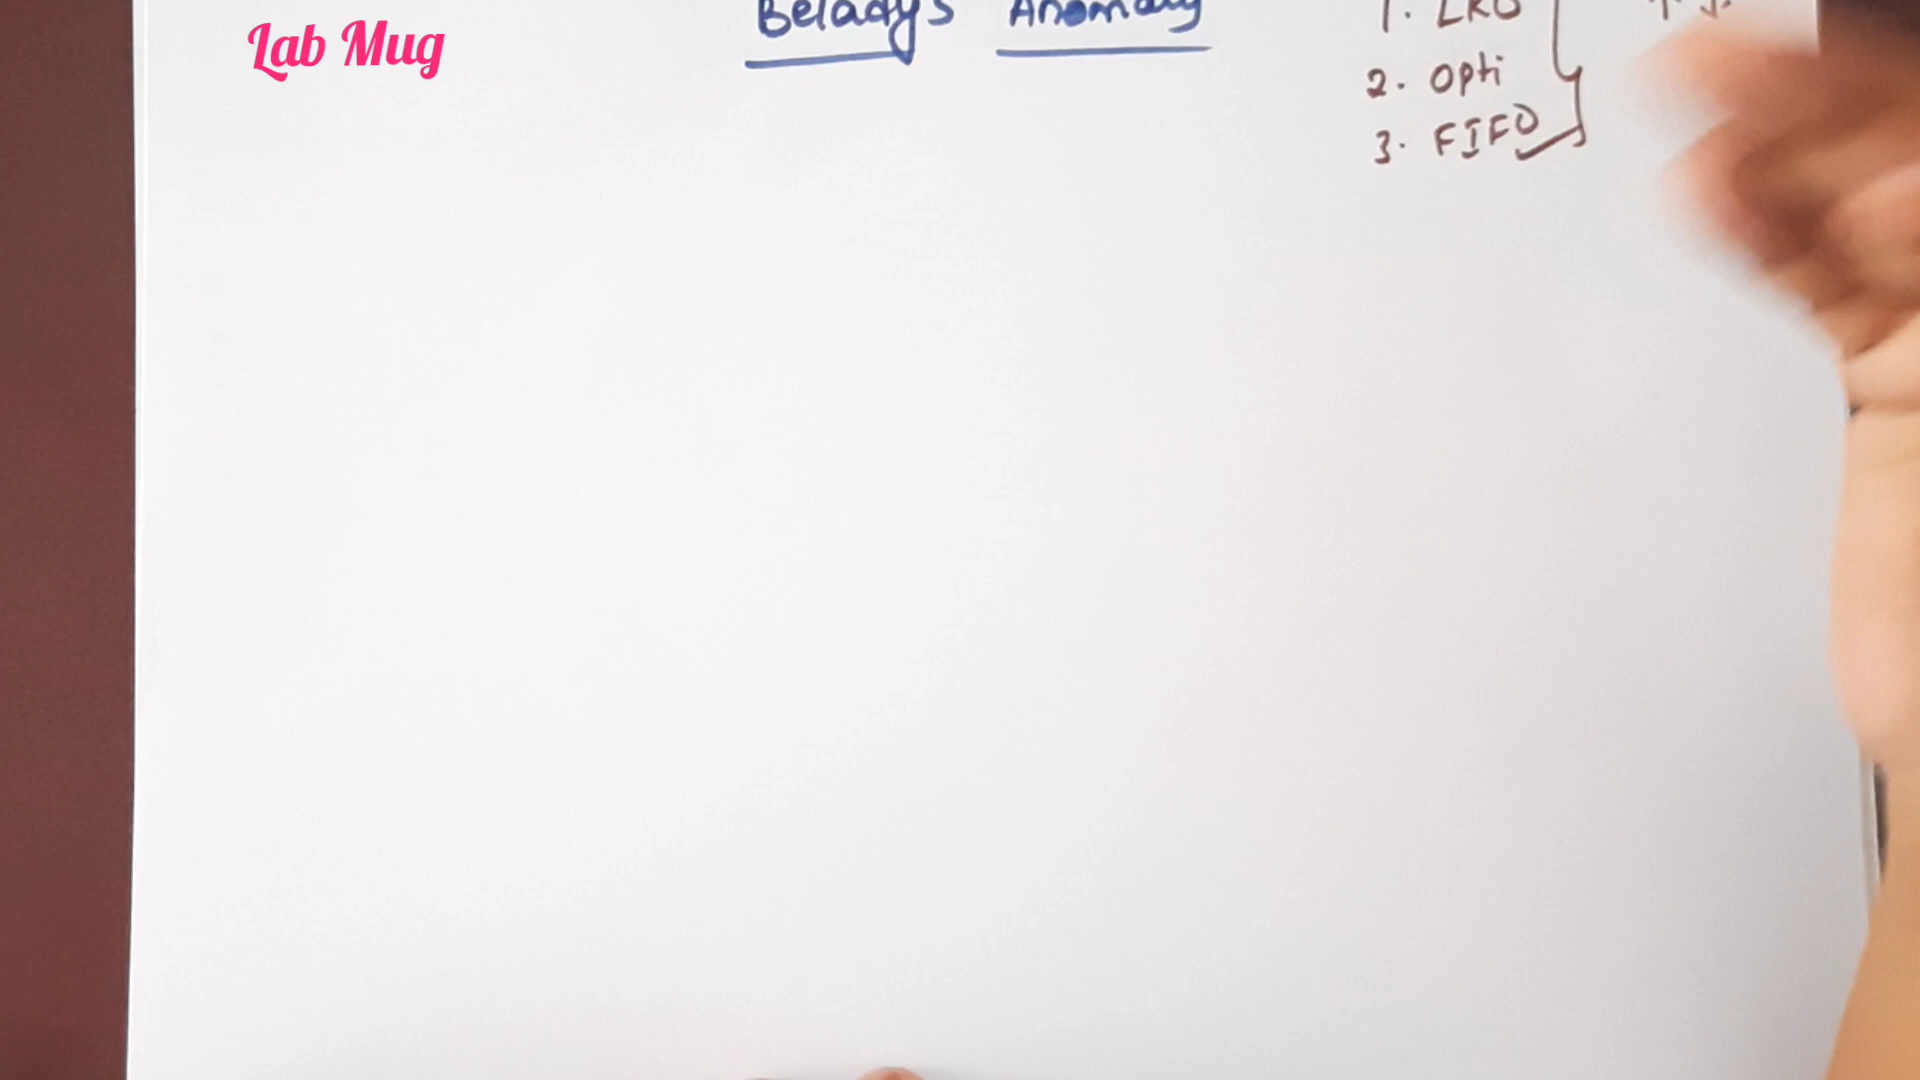 Lab Mug
Belady's Anomaly
1. LRU
2. Opti
3. FIFO